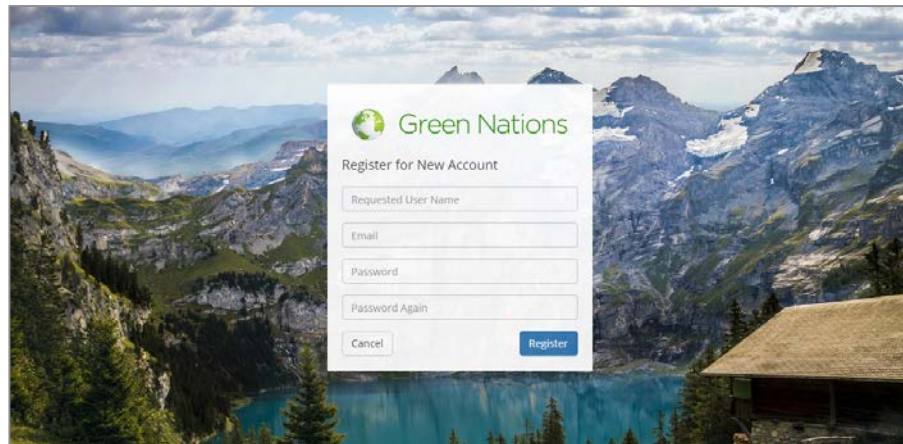 Green Nations
Register for New Account
Requested User Name
Email
Password
Password Again
Cancel
Register